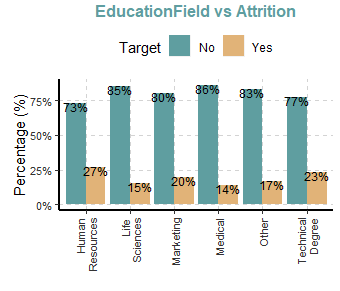 EducationField vs Attrition
Target No Yes
Percentage (%)
75%
50%
25%
0%
73%
27%
85%
15%
80%
20%
86%
14%
83%
17%
77%
23%
Human
Resources
Life
Sciences
Marketing
Medical
Other
Technical
Degree